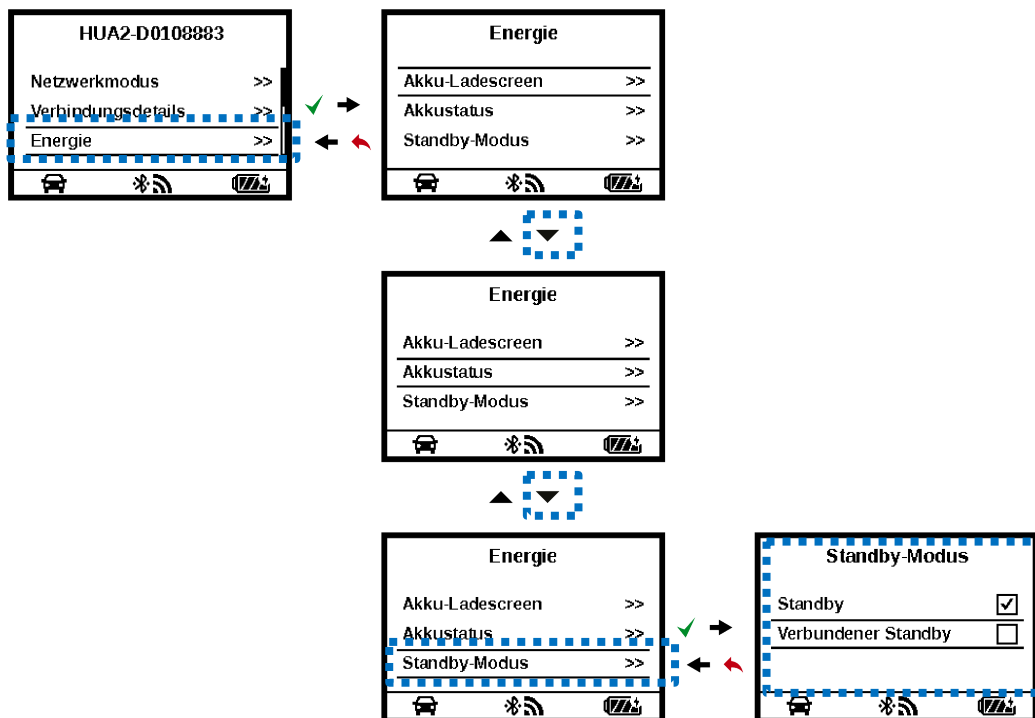 HUA2-D0108883
Netzwerkmodus >>
Verbindungsdetails >>
Energie >>
Energie
Akku-Ladescreen >>
Akkustatus >>
Standby-Modus >>
Energie
Akku-Ladescreen >>
Akkustatus >>
Standby-Modus >>
Energie
Akku-Ladescreen >>
Akkustatus >>
Standby-Modus >>
Standby-Modus
Standby
Verbundener Standby